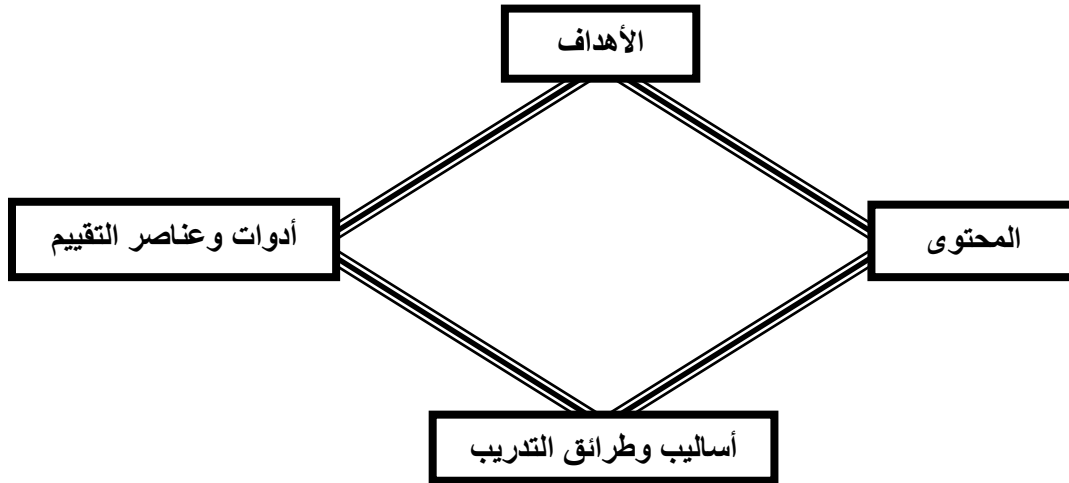 الأهداف
المحتوى
أدوات وعناصر التقييم
أساليب وطرائق التدريب